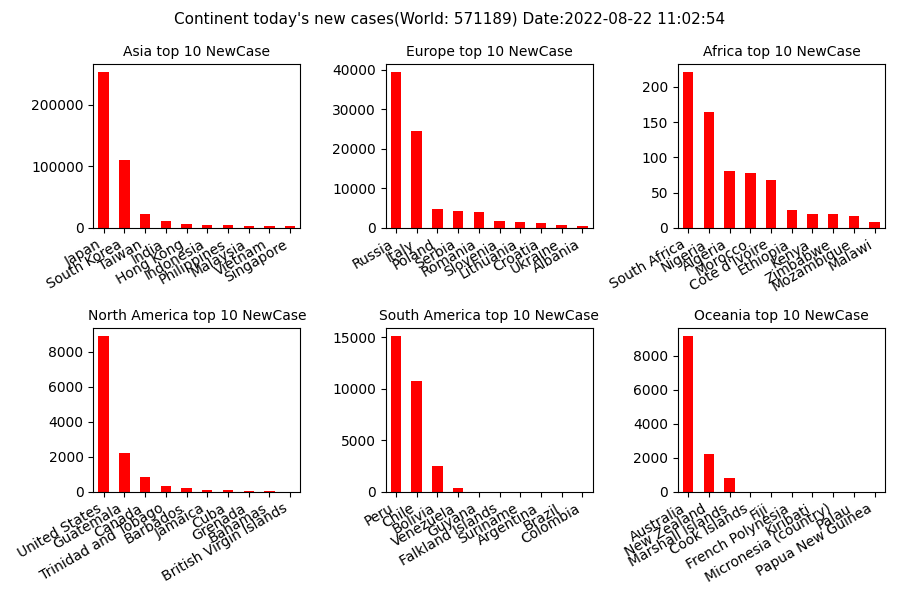 Continent today's new cases(World: 571189) Date:2022-08-22 11:02:54
Asia top 10 NewCase
200000
100000
0
Japan
South Korea
Taiwan
India
Hong Kong
Indonesia
Philippines
Malaysia
Vietnam
Singapore
Europe top 10 NewCase
40000
30000
20000
10000
0
Russia
Italy
Poland
Serbia
Romania
Slovenia
Lithuania
Croatia
Ukraine
Albania
Africa top 10 NewCase
200
150
100
50
0
South Africa
Nigeria
Algeria
Morocco
Cote d'Ivoire
Ethiopia
Kenya
Zimbabwe
Mozambique
Malawi
North America top 10 NewCase
8000
6000
4000
2000
0
United States
Guatemala
Canada
Trinidad and Tobago
Barbados
Jamaica
Cuba
Grenada
Bahamas
British Virgin Islands
South America top 10 NewCase
15000
10000
5000
0
Peru
Chile
Bolivia
Venezuela
Guyana
Falkland Islands
Suriname
Argentina
Brazil
Colombia
Oceania top 10 NewCase
8000
6000
4000
2000
0
Australia
New Zealand
Marshall Islands
Cook Islands
Fiji
French Polynesia
Kiribati
Micronesia (country)
Palau
Papua New Guinea